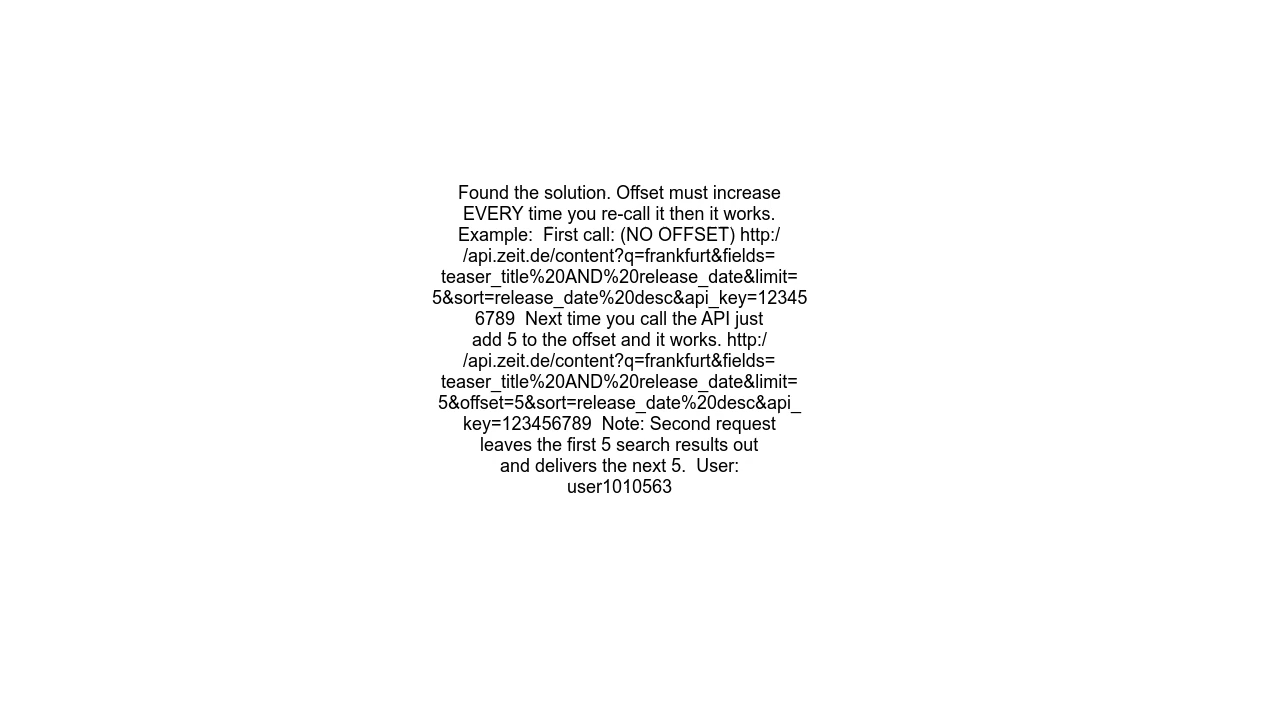 Found the solution. Offset must increase
EVERY time you re-call it then it works.
Example:  First call: (NO OFFSET) http:/
/api.zeit.de/content?q=frankfurt&fields=
teaser_title%20AND%20release_date&limit=
5&sort=release_date%20desc&api_key=12345
6789  Next time you call the API just
add 5 to the offset and it works. http:/
/api.zeit.de/content?q=frankfurt&fields=
teaser_title%20AND%20release_date&limit=
5&offset=5&sort=release_date%20desc&api_
key=123456789  Note: Second request
leaves the first 5 search results out
and delivers the next 5.  User:
user1010563